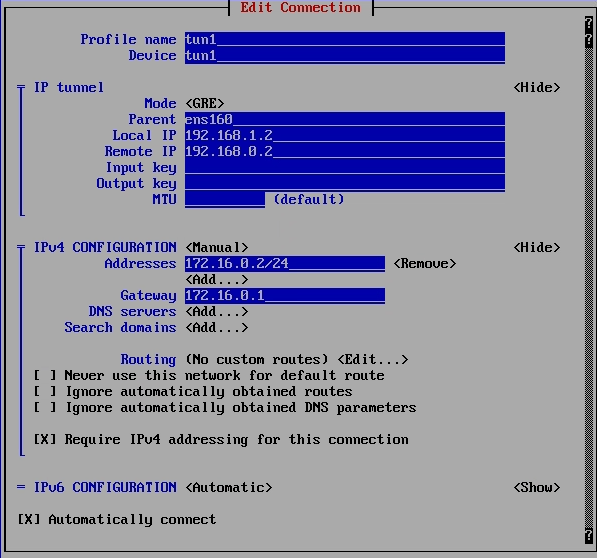 Edit Connection
Profile name tun1
Device tun1
IP tunnel <Hide>
Mode <GRE>
Parent ens160
Local IP 192.168.1.2
Remote IP 192.168.0.2
Input key
Output key
MTU (default)
IPv4 CONFIGURATION <Manual> <Hide>
Addresses 172.16.0.2/24 <Remove>
<Add...>
Gateway 172.16.0.1
DNS servers <Add...>
Search domains <Add...>
Routing (No custom routes) <Edit...>
[ ] Never use this network for default route
[ ] Ignore automatically obtained routes
[ ] Ignore automatically obtained DNS parameters
[X] Require IPv4 addressing for this connection
= IPv6 CONFIGURATION <Automatic> <Show>
[X] Automatically connect